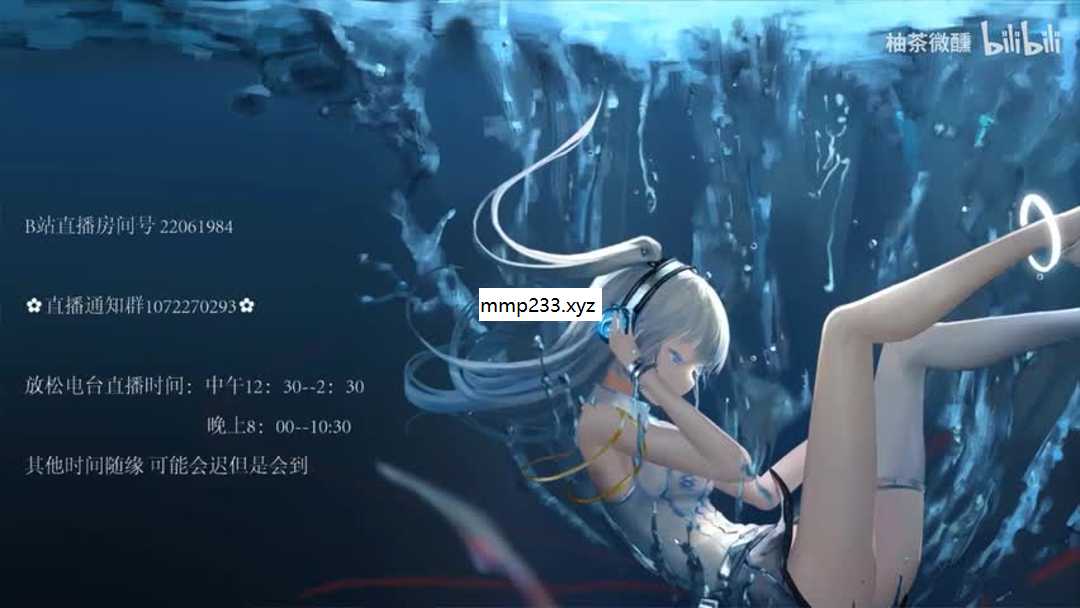 柚茶微醺 bilibili
B站直播房间号 22061984
✿直播通知群1072270293✿
mmp233.xyz
放松电台直播时间：中午12：30--2：30
晚上8：00--10:30
其他时间随缘 可能会迟但是会到